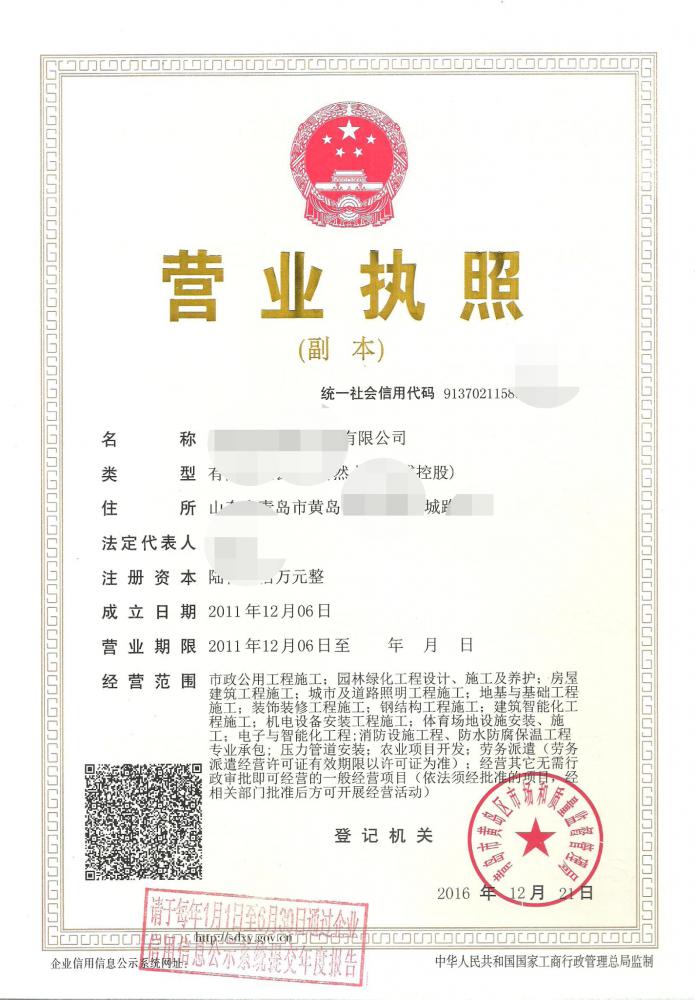 营业执照
(副 本)
统一社会信用代码 9137021158
名 称 有限公司
类 型 有 然 控股)
住 所 山 青岛市黄岛 城路
法定代表人
注册资本 陆 万元整
成立日期 2011年12月06日
营业期限 2011年12月06日至 年 月 日
经营范围 市政公用工程施工；园林绿化工程设计、施工及养护；房屋
建筑工程施工；城市及道路照明工程施工；地基与基础工程
施工；装饰装修工程施工；钢结构工程施工；建筑智能化工
程施工；机电设备安装工程施工；体育场地设施安装、施
工；电子与智能化工程;消防设施工程、防水防腐保温工程
专业承包；压力管道安装；农业项目开发；劳务派遣（劳务
派遣经营许可证有效期限以许可证为准）；经营其它无需行
政审批即可经营的一般经营项目（依法须经批准的项目，经
相关部门批准后方可开展经营活动）
登记机关
青岛市黄岛区市场和质量监督管理局
2016 年 12月 21日
请于每年1月1日至6月30日通过企业
信用信息公示系统提交年度报告
http://sdxy.gov.cn
企业信用信息公示系统网址：
中华人民共和国国家工商行政管理总局监制